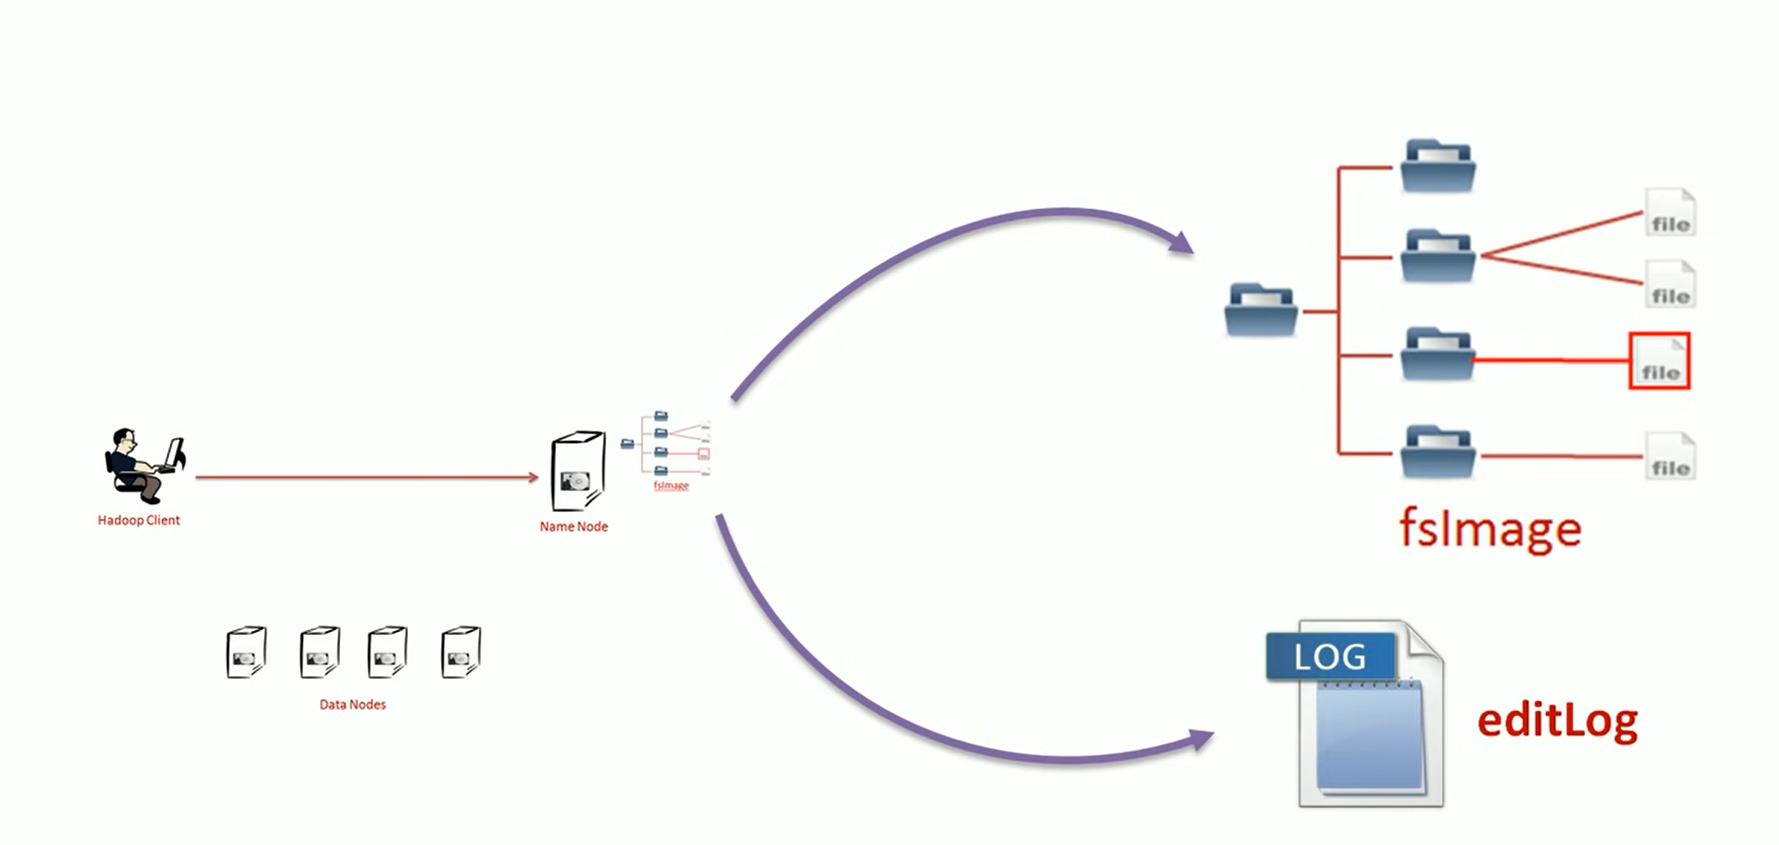 file
file
file
file
fsImage
Hadoop Client
Name Node
fsImage
Data Nodes
LOG
editLog